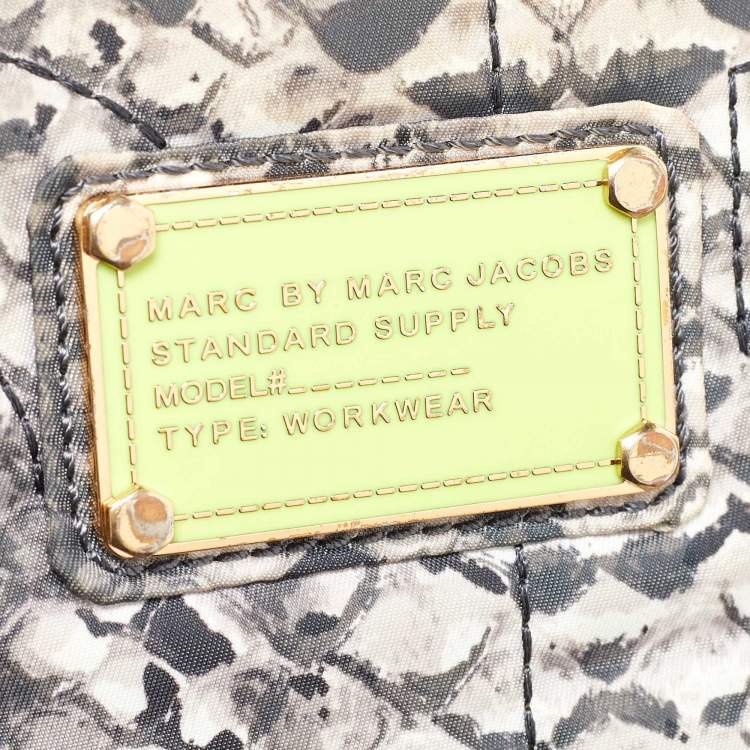 MARC BY MARC JACOBS
STANDARD SUPPLY
MODEL#_________
TYPE: WORKWEAR